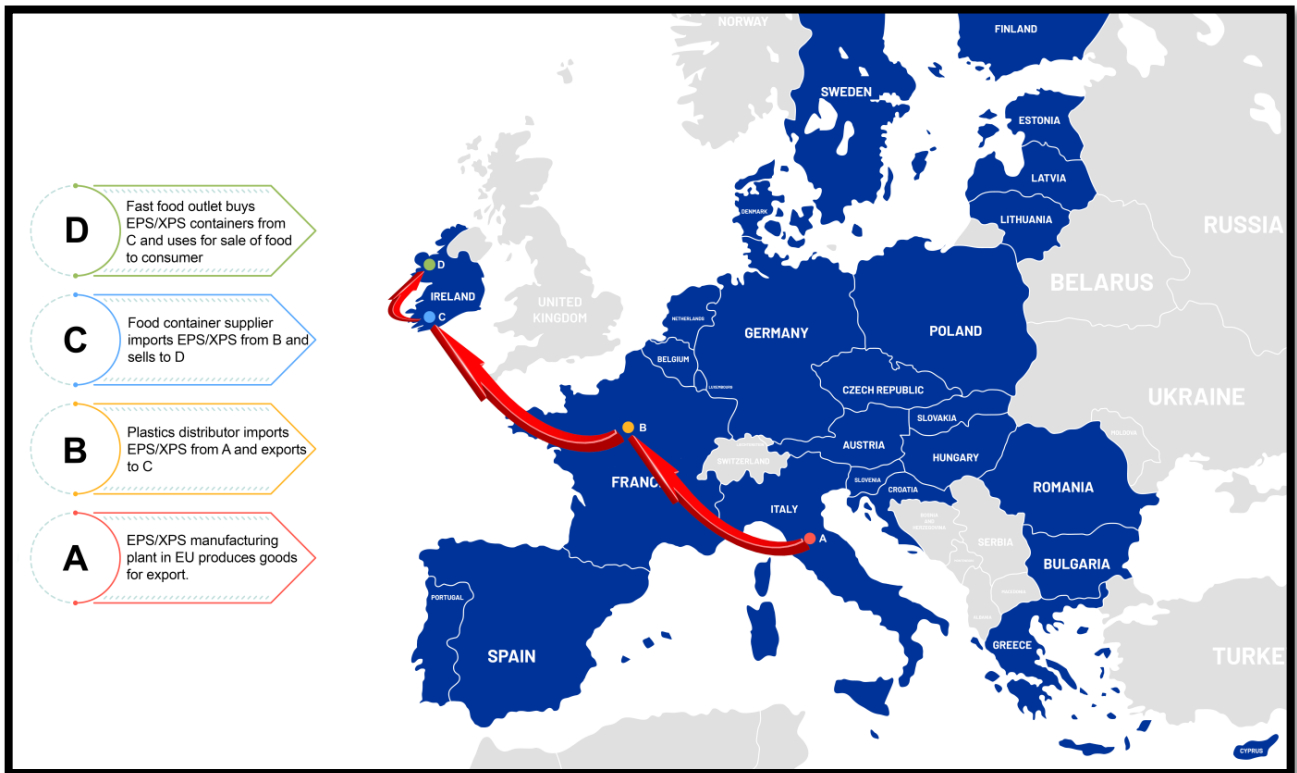 D
Fast food outlet buys
EPS/XPS containers from
C and uses for sale of food
to consumer
C
Food container supplier
imports EPS/XPS from B and
sells to D
B
Plastics distributor imports
EPS/XPS from A and exports
to C
A
EPS/XPS manufacturing
plant in EU produces goods
for export.
NORWAY
FINLAND
SWEDEN
ESTONIA
LATVIA
LITHUANIA
DENMARK
RUSSIA
BELARUS
D
IRELAND
C
UNITED
KINGDOM
NETHERLANDS
BELGIUM
LUXEMBOURG
GERMANY
POLAND
CZECH REPUBLIC
SLOVAKIA
UKRAINE
MOLDOVA
B
AUSTRIA
HUNGARY
SWITZERLAND
FRANC
SLOVENIA
CROATIA
ROMANIA
ITALY
A
BOSNIA
AND
HERZEGOVINA
SERBIA
BULGARIA
PORTUGAL
SPAIN
GREECE
TURKE
CYPRUS